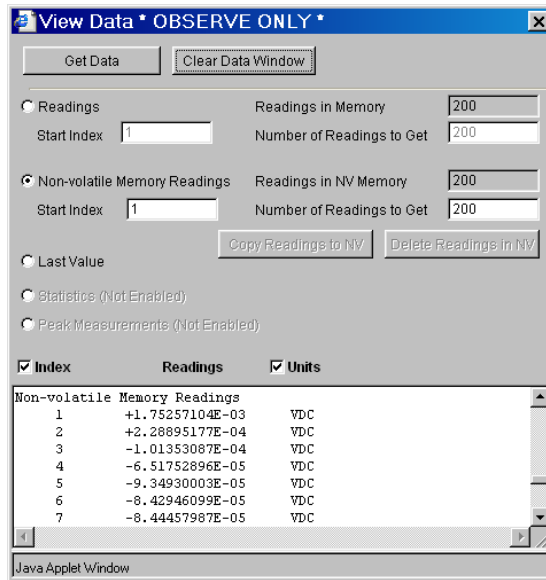 View Data * OBSERVE ONLY *
Get Data Clear Data Window
Readings Readings in Memory 200
Start Index 1 Number of Readings to Get 200
Non-volatile Memory Readings Readings in NV Memory 200
Start Index 1 Number of Readings to Get 200
Copy Readings to NV Delete Readings in NV
Last Value
Statistics (Not Enabled)
Peak Measurements (Not Enabled)
Index Readings Units
Non-volatile Memory Readings
1 +1.75257104E-03 VDC
2 +2.28895177E-04 VDC
3 -1.01353087E-04 VDC
4 -6.51752896E-05 VDC
5 -9.34930003E-05 VDC
6 -8.42946099E-05 VDC
7 -8.44457987E-05 VDC
Java Applet Window